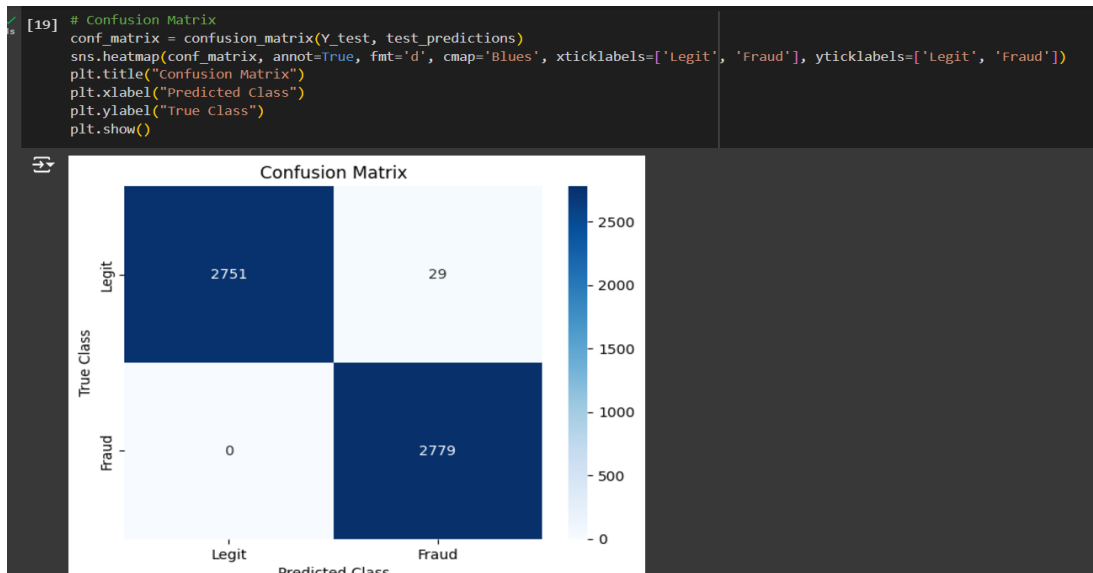 [19] # Confusion Matrix
conf_matrix = confusion_matrix(Y_test, test_predictions)
sns.heatmap(conf_matrix, annot=True, fmt='d', cmap='Blues', xticklabels=['Legit', 'Fraud'], yticklabels=['Legit', 'Fraud'])
plt.title("Confusion Matrix")
plt.xlabel("Predicted Class")
plt.ylabel("True Class")
plt.show()
Confusion Matrix
2500
2000
1500
1000
500
0
True Class
Legit
2751
29
Fraud
0
2779
Legit
Fraud
Predicted Class